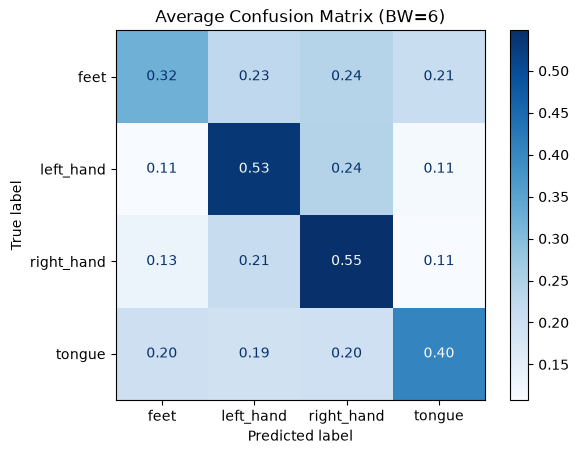 Average Confusion Matrix (BW=6)
True label
feet 0.32 0.23 0.24 0.21
left_hand 0.11 0.53 0.24 0.11
right_hand 0.13 0.21 0.55 0.11
tongue 0.20 0.19 0.20 0.40
feet left_hand right_hand tongue
Predicted label
0.50
0.45
0.40
0.35
0.30
0.25
0.20
0.15